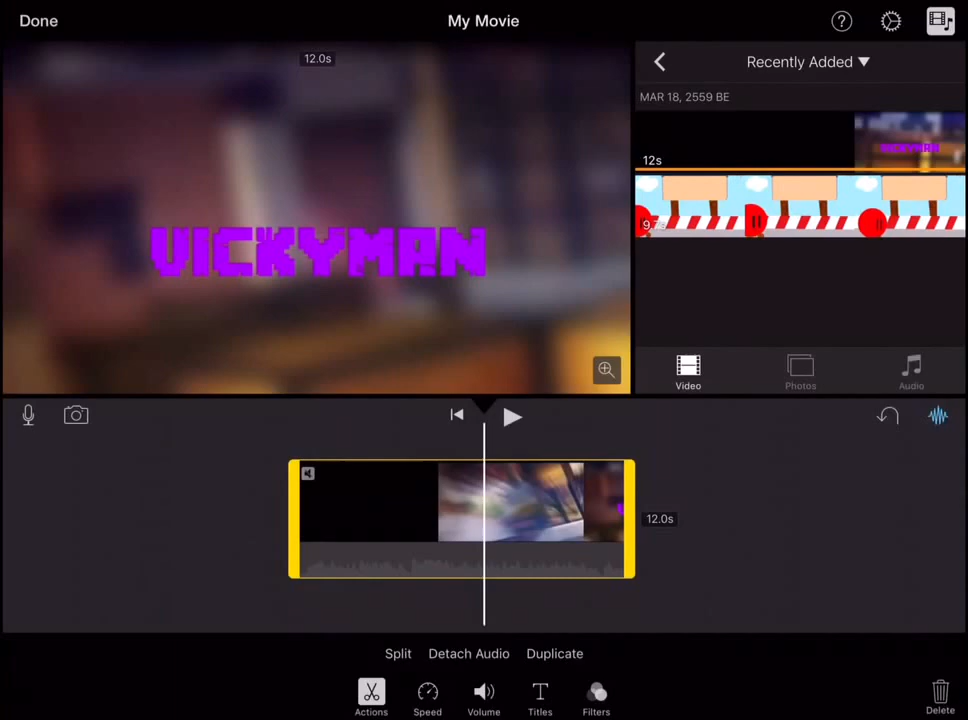 Done
My Movie
?
12.0s
Recently Added ▼
MAR 18, 2559 BE
VICKYMAN
12s
VICKYMAN
Video
Photos
Audio
12.0s
Split
Detach Audio
Duplicate
Actions
Speed
Volume
T
Titles
Filters
Delete